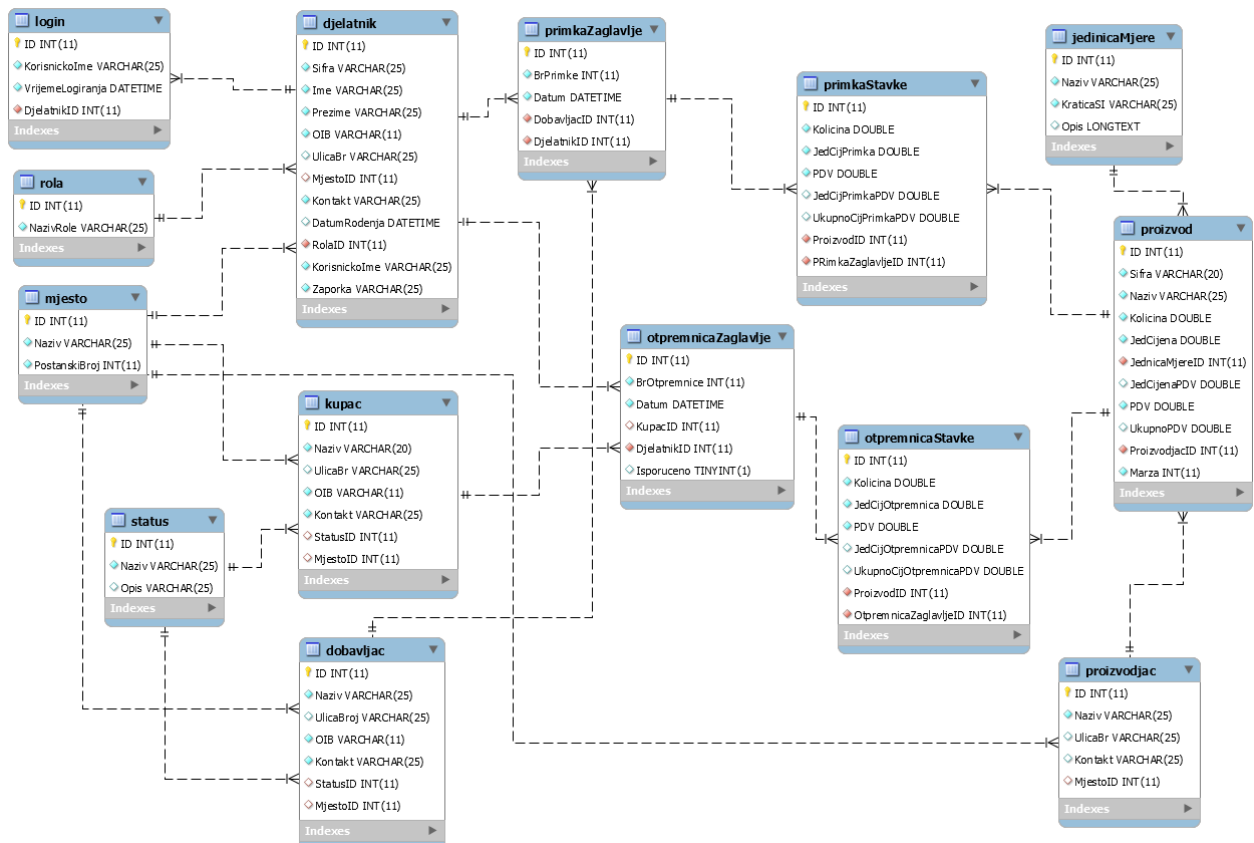 login
ID INT(11)
KorisnickoIme VARCHAR(25)
VrijemeLogiranja DATETIME
DjelatnikID INT(11)
Indexes
rola
ID INT(11)
NazivRole VARCHAR(25)
Indexes
mjesto
ID INT(11)
Naziv VARCHAR(25)
PostanskiBroj INT(11)
Indexes
status
ID INT(11)
Naziv VARCHAR(25)
Opis VARCHAR(25)
Indexes
djelatnik
ID INT(11)
Sifra VARCHAR(25)
Ime VARCHAR(25)
Prezime VARCHAR(25)
OIB VARCHAR(11)
UlicaBr VARCHAR(25)
MjestoID INT(11)
Kontakt VARCHAR(25)
DatumRodenja DATETIME
RolaID INT(11)
KorisnickoIme VARCHAR(25)
Zaporka VARCHAR(25)
Indexes
kupac
ID INT(11)
Naziv VARCHAR(20)
UlicaBr VARCHAR(25)
OIB VARCHAR(11)
Kontakt VARCHAR(25)
StatusID INT(11)
MjestoID INT(11)
Indexes
dobavljac
ID INT(11)
Naziv VARCHAR(25)
UlicaBroj VARCHAR(25)
OIB VARCHAR(11)
Kontakt VARCHAR(25)
StatusID INT(11)
MjestoID INT(11)
Indexes
primkaZaglavlje
ID INT(11)
BrPrimke INT(11)
Datum DATETIME
DobavljacID INT(11)
DjelatnikID INT(11)
Indexes
otpremnicaZaglavlje
ID INT(11)
BrOtpremnice INT(11)
Datum DATETIME
KupacID INT(11)
DjelatnikID INT(11)
Isporuceno TINYINT(1)
Indexes
primkaStavke
ID INT(11)
Kolicina DOUBLE
JedCijPrimka DOUBLE
PDV DOUBLE
JedCijPrimkaPDV DOUBLE
UkupnoCijPrimkaPDV DOUBLE
ProizvodID INT(11)
PRimkaZaglavljeID INT(11)
Indexes
otpremnicaStavke
ID INT(11)
Kolicina DOUBLE
JedCijOtpremnica DOUBLE
PDV DOUBLE
JedCijOtpremnicaPDV DOUBLE
UkupnoCijOtpremnicaPDV DOUBLE
ProizvodID INT(11)
OtpremnicaZaglavljeID INT(11)
Indexes
jedinicaMjere
ID INT(11)
Naziv VARCHAR(25)
KraticaSI VARCHAR(25)
Opis LONGTEXT
Indexes
proizvod
ID INT(11)
Sifra VARCHAR(20)
Naziv VARCHAR(25)
Kolicina DOUBLE
JedCijena DOUBLE
JednicaMjereID INT(11)
JedCijenaPDV DOUBLE
PDV DOUBLE
UkupnoPDV DOUBLE
ProizvodjacID INT(11)
Marza INT(11)
Indexes
proizvodjac
ID INT(11)
Naziv VARCHAR(25)
UlicaBr VARCHAR(25)
Kontakt VARCHAR(25)
MjestoID INT(11)
Indexes